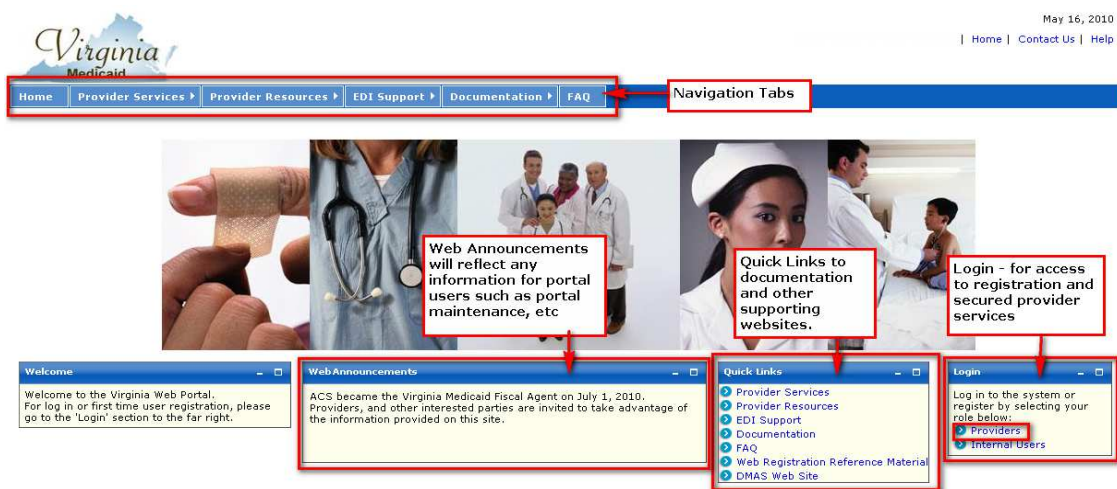 May 16, 2010
| Home | Contact Us | Help
Virginia
Medicaid
Home Provider Services Provider Resources EDI Support Documentation FAQ
Navigation Tabs
Web Announcements
will reflect any
information for portal
users such as portal
maintenance, etc
Quick Links to
documentation
and other
supporting
websites.
Login - for access
to registration and
secured provider
services
Welcome
Welcome to the Virginia Web Portal.
For log in or first time user registration, please
go to the 'Login' section to the far right.
Web Announcements
ACS became the Virginia Medicaid Fiscal Agent on July 1, 2010.
Providers, and other interested parties are invited to take advantage of
the information provided on this site.
Quick Links
Provider Services
Provider Resources
EDI Support
Documentation
FAQ
Web Registration Reference Material
DMAS Web Site
Login
Log in to the system or
register by selecting your
role below:
Providers
Internal Users